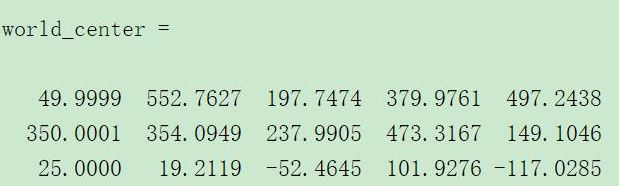 world_center =
49.9999 552.7627 197.7474 379.9761 497.2438
350.0001 354.0949 237.9905 473.3167 149.1046
25.0000 19.2119 -52.4645 101.9276 -117.0285